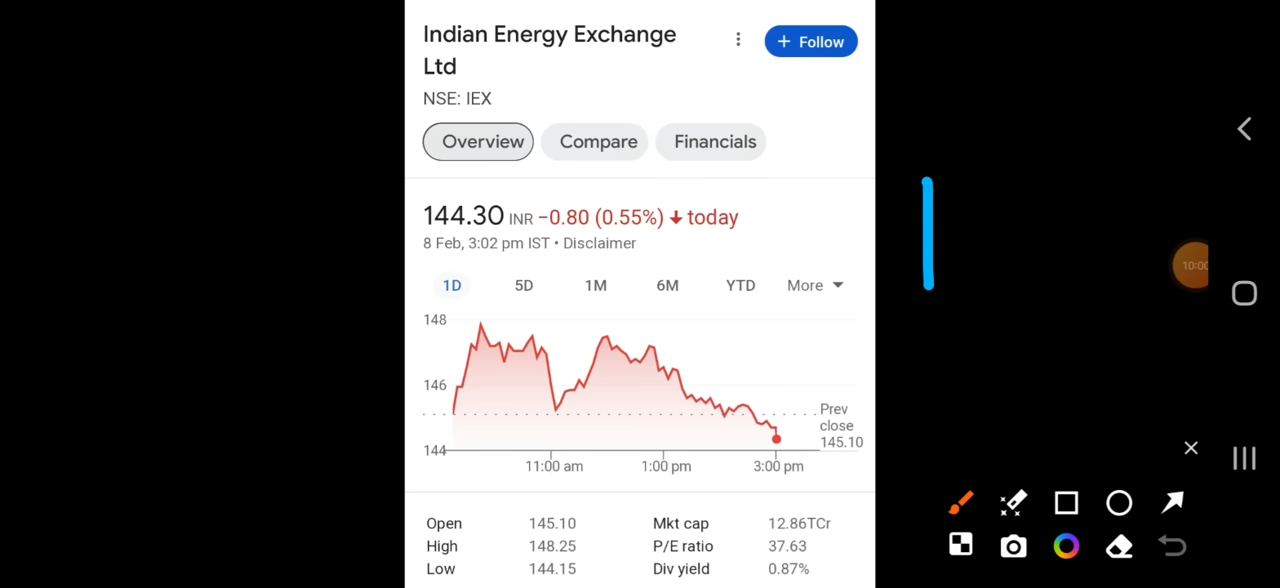 Indian Energy Exchange
Ltd
+ Follow
NSE: IEX
Overview
Compare
Financials
144.30 INR −0.80 (0.55%) ↓ today
8 Feb, 3:02 pm IST • Disclaimer
1D 5D 1M 6M YTD More
148
146
144
Prev
close
145.10
11:00 am 1:00 pm 3:00 pm
Open 145.10 Mkt cap 12.86TCr
High 148.25 P/E ratio 37.63
Low 144.15 Div yield 0.87%
10:00